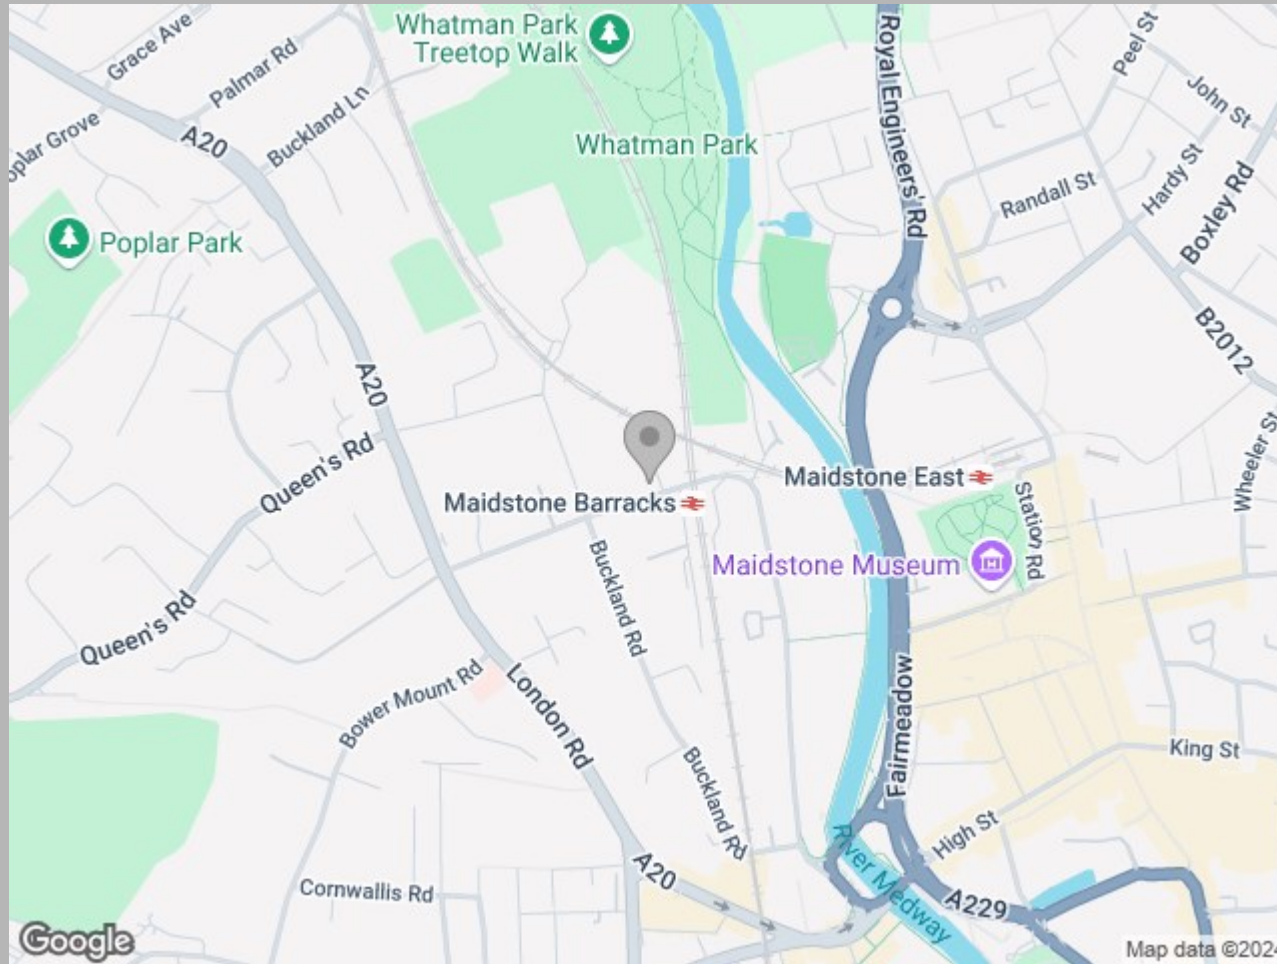 Whatman Park
Treetop Walk
Grace Ave
Palmar Rd
Buckland Ln
A20
oplar Grove
Poplar Park
Whatman Park
Royal Engineers' Rd
Peel St
John St
Hardy St
Randall St
Boxley Rd
B2012
A20
Queen's Rd
Wheeler St
Maidstone East
Maidstone Barracks
Station Rd
Maidstone Museum
Buckland Rd
Queen's Rd
Bower Mount Rd
London Rd
Fairmeadow
King St
Buckland Rd
High St
River Medway
A20
Cornwallis Rd
A229
Google
Map data ©2024